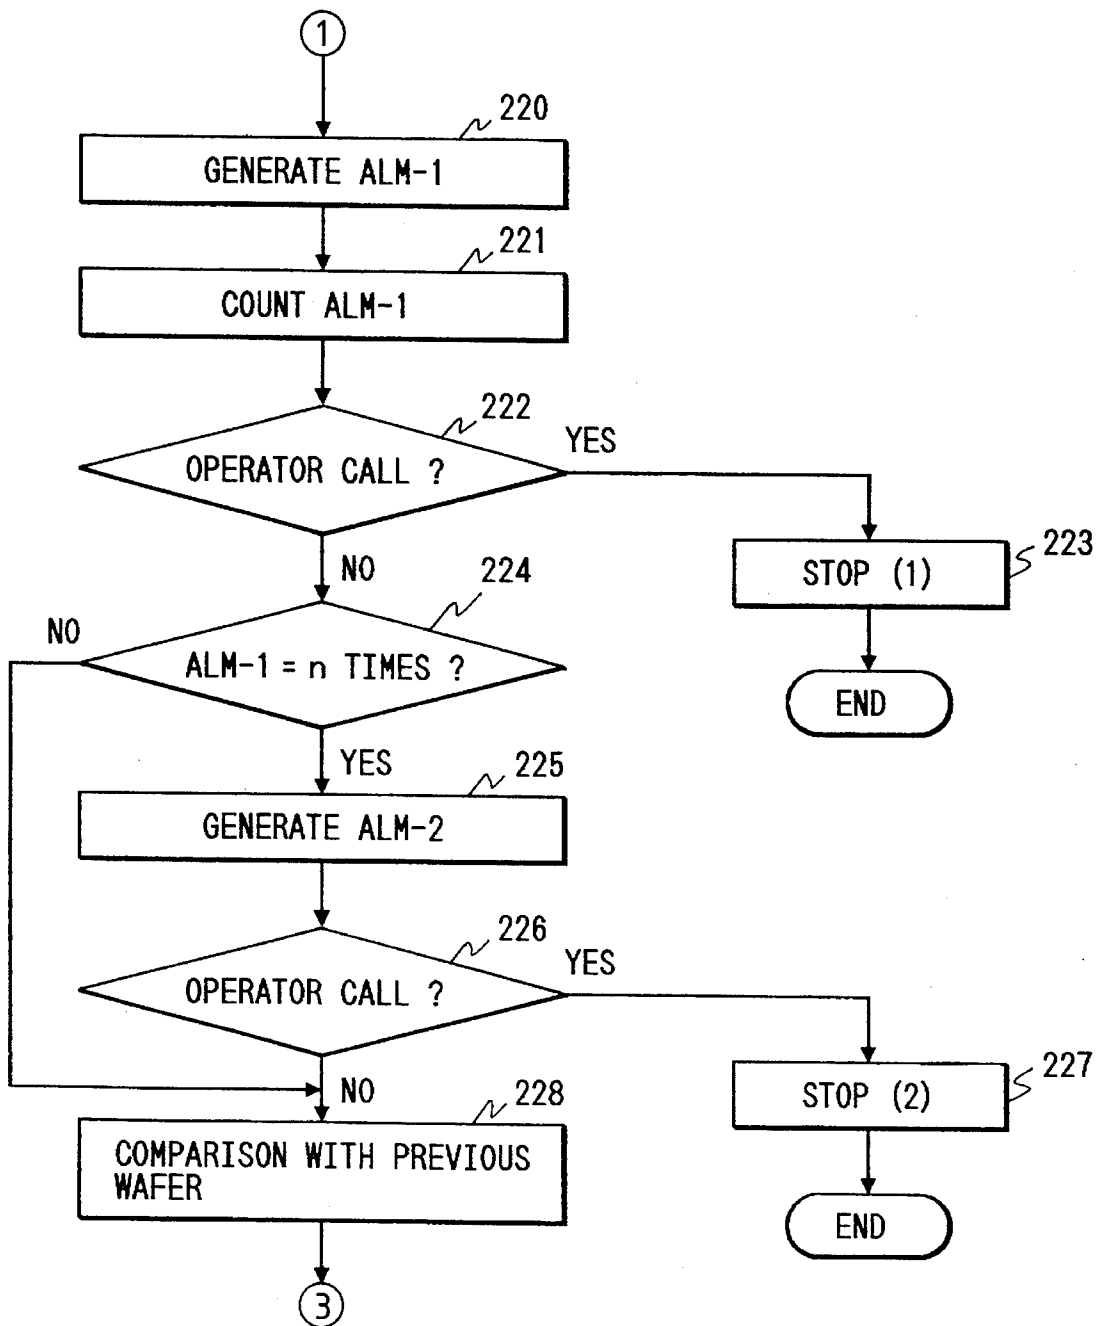 1
220
GENERATE ALM-1
221
COUNT ALM-1
222
OPERATOR CALL ?
YES
NO
223
STOP (1)
END
224
NO
ALM-1 = n TIMES ?
YES
225
GENERATE ALM-2
226
OPERATOR CALL ?
YES
NO
227
STOP (2)
END
228
COMPARISON WITH PREVIOUS
WAFER
3